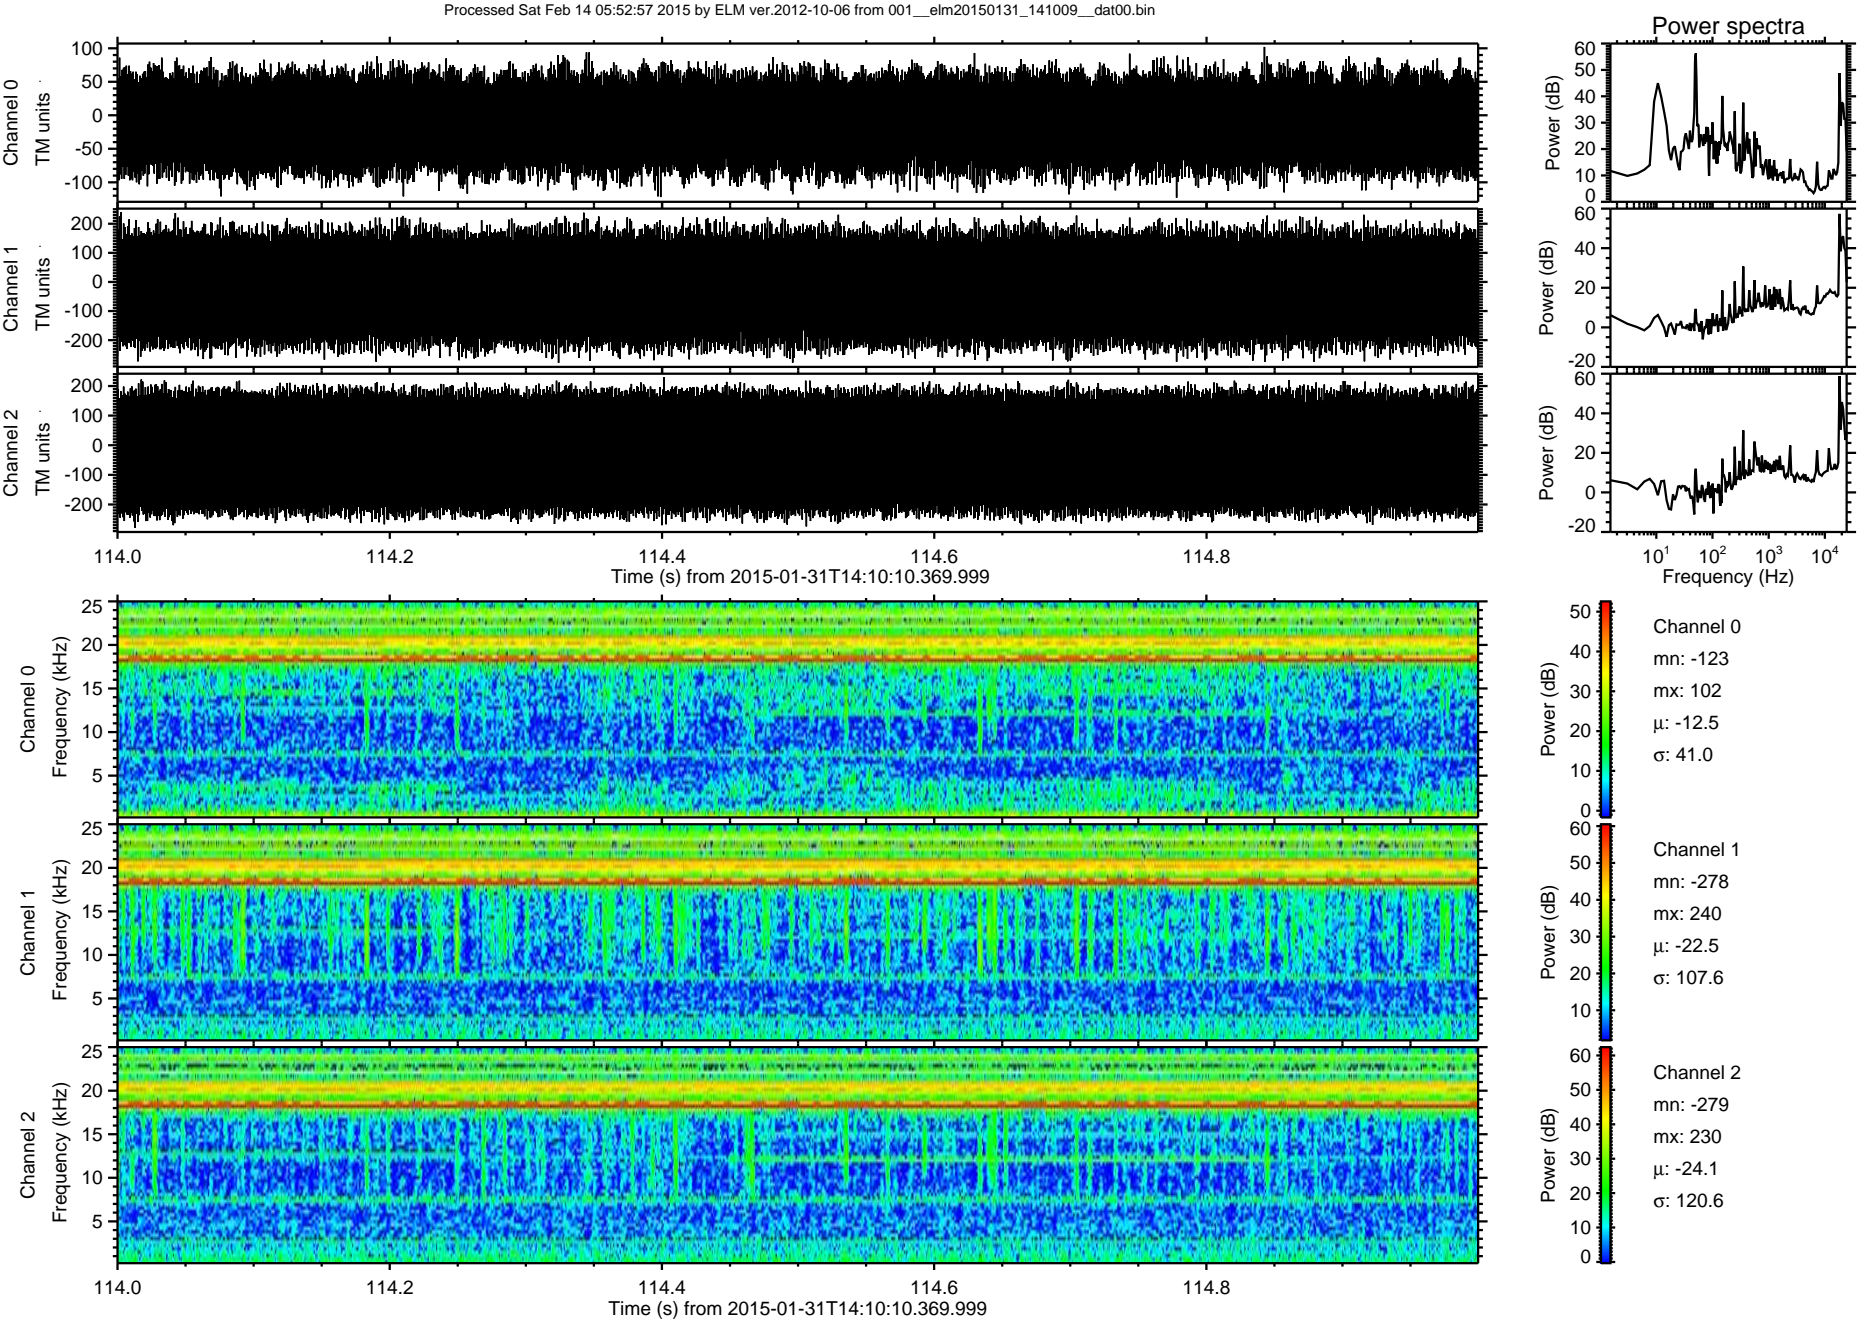 Processed Sat Feb 14 05:52:57 2015 by ELM ver.2012-10-06 from 001__elm20150131_141009__dat00.bin
Power spectra
Channel 0
TM units
100
50
0
-50
-100
Power (dB)
60
50
40
30
20
10
0
Channel 1
TM units
200
100
0
-100
-200
Power (dB)
60
40
20
0
-20
Channel 2
TM units
200
100
0
-100
-200
Power (dB)
60
40
20
0
-20
114.0 114.2 114.4 114.6 114.8
Time (s) from 2015-01-31T14:10:10.369.999
10¹ 10² 10³ 10⁴
Frequency (Hz)
Channel 0
Frequency (kHz)
25
20
15
10
5
Power (dB)
50
40
30
20
10
0
Channel 0
mn: -123
mx: 102
μ: -12.5
σ: 41.0
Channel 1
Frequency (kHz)
25
20
15
10
5
Power (dB)
60
50
40
30
20
10
Channel 1
mn: -278
mx: 240
μ: -22.5
σ: 107.6
Channel 2
Frequency (kHz)
25
20
15
10
5
Power (dB)
60
50
40
30
20
10
0
Channel 2
mn: -279
mx: 230
μ: -24.1
σ: 120.6
114.0 114.2 114.4 114.6 114.8
Time (s) from 2015-01-31T14:10:10.369.999